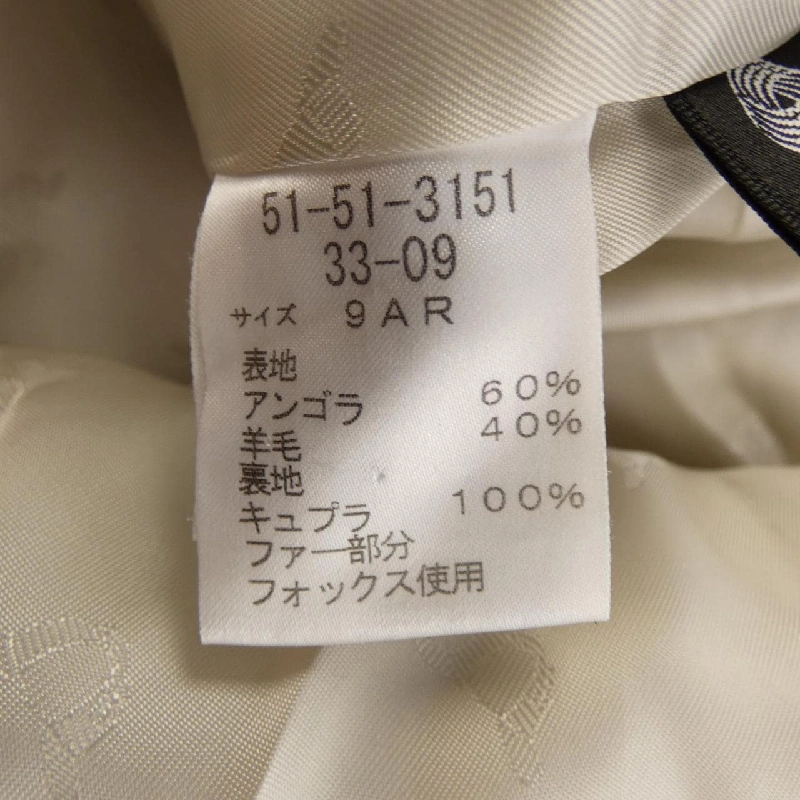 51-51-3151
33-09
サイズ 9AR
表地
アンゴラ 60%
羊毛 40%
裏地
キュプラ 100%
ファー部分
フォックス使用